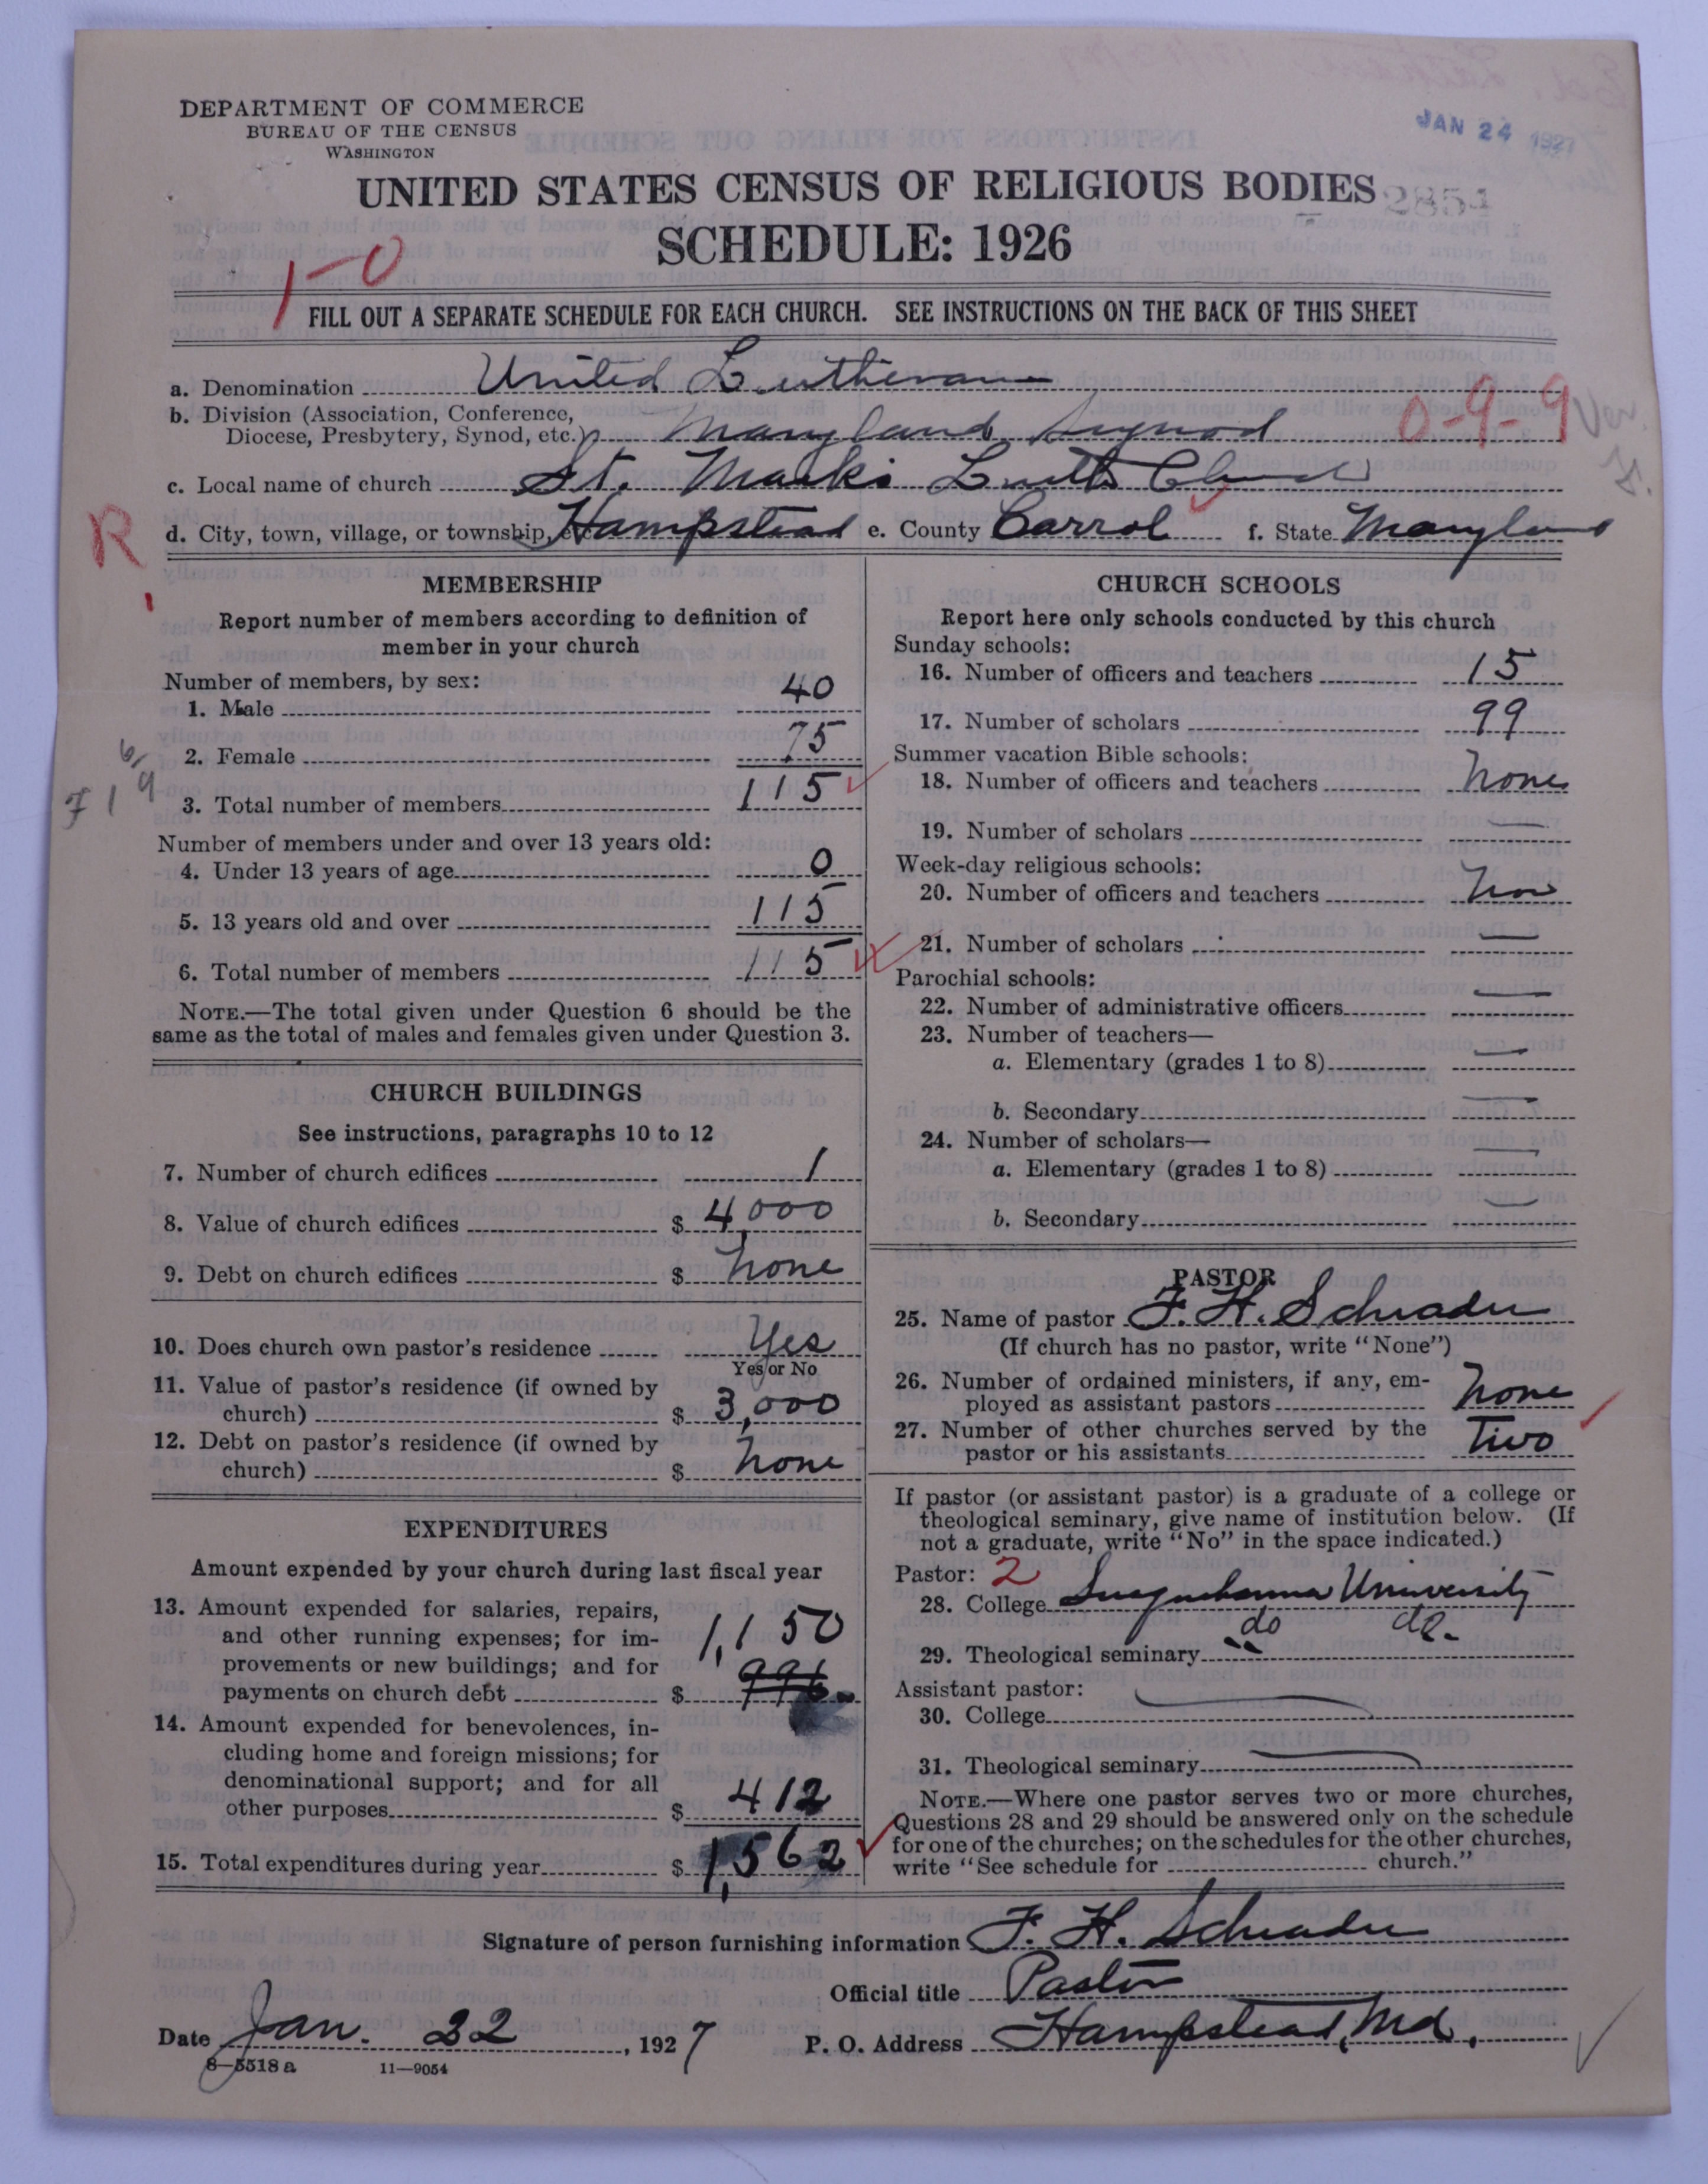 DEPARTMENT OF COMMERCE
BUREAU OF THE CENSUS
WASHINGTON
JAN 24 1927
UNITED STATES CENSUS OF RELIGIOUS BODIES
2854
SCHEDULE: 1926
1-0
FILL OUT A SEPARATE SCHEDULE FOR EACH CHURCH. SEE INSTRUCTIONS ON THE BACK OF THIS SHEET
a. Denomination United Lutheran
b. Division (Association, Conference,
Diocese, Presbytery, Synod, etc.) Maryland Synod 0-9-9
c. Local name of church St. Marks Luth Church
R
d. City, town, village, or township, etc. Hampstead e. County Carrol f. State Maryland
MEMBERSHIP
Report number of members according to definition of
member in your church
Number of members, by sex:
1. Male 40
2. Female 75
3. Total number of members 115
Number of members under and over 13 years old:
4. Under 13 years of age 0
5. 13 years old and over 115
6. Total number of members 115
NOTE.—The total given under Question 6 should be the
same as the total of males and females given under Question 3.
CHURCH BUILDINGS
See instructions, paragraphs 10 to 12
7. Number of church edifices 1
8. Value of church edifices $ 4,000
9. Debt on church edifices $ none
10. Does church own pastor's residence Yes
Yes or No
11. Value of pastor's residence (if owned by
church) $ 3,000
12. Debt on pastor's residence (if owned by
church) $ none
EXPENDITURES
Amount expended by your church during last fiscal year
13. Amount expended for salaries, repairs,
and other running expenses; for im-
provements or new buildings; and for
payments on church debt $ 1,150
996
14. Amount expended for benevolences, in-
cluding home and foreign missions; for
denominational support; and for all
other purposes $ 412
15. Total expenditures during year $ 1,562
CHURCH SCHOOLS
Report here only schools conducted by this church
Sunday schools:
16. Number of officers and teachers 15
17. Number of scholars 99
Summer vacation Bible schools:
18. Number of officers and teachers none
19. Number of scholars —
Week-day religious schools:
20. Number of officers and teachers non
21. Number of scholars —
Parochial schools:
22. Number of administrative officers —
23. Number of teachers—
a. Elementary (grades 1 to 8) —
b. Secondary —
24. Number of scholars—
a. Elementary (grades 1 to 8) —
b. Secondary —
PASTOR
25. Name of pastor F. H. Schrader
(If church has no pastor, write "None")
26. Number of ordained ministers, if any, em-
ployed as assistant pastors none
27. Number of other churches served by the
pastor or his assistants Two
If pastor (or assistant pastor) is a graduate of a college or
theological seminary, give name of institution below. (If
not a graduate, write "No" in the space indicated.)
Pastor: 2
28. College Susquehanna University
29. Theological seminary do do-
Assistant pastor:
30. College —
31. Theological seminary —
NOTE.—Where one pastor serves two or more churches,
Questions 28 and 29 should be answered only on the schedule
for one of the churches; on the schedules for the other churches,
write "See schedule for church."
Signature of person furnishing information F. H. Schrader
Official title Pastor
Date Jan. 22, 1927 P. O. Address Hampstead, Md.
8—5518 a 11—9054